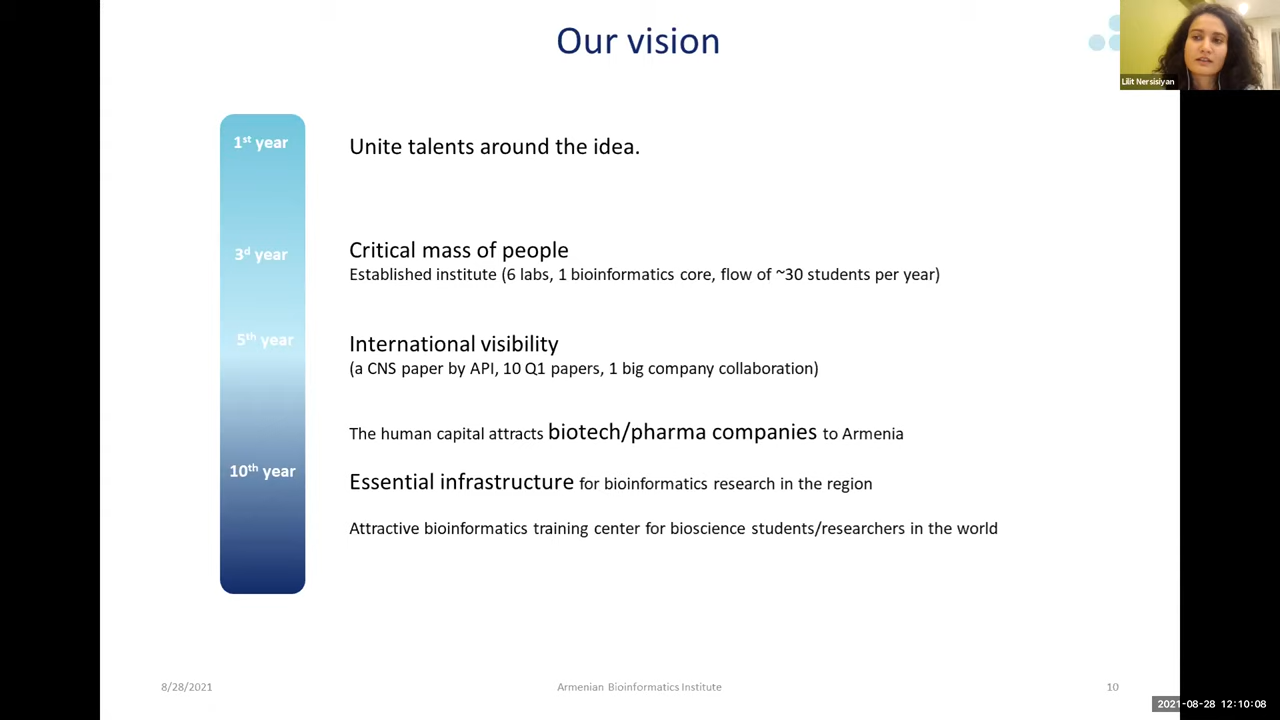 Our vision
Lilit Nersisiyan
1st year
Unite talents around the idea.
3d year
Critical mass of people
Established institute (6 labs, 1 bioinformatics core, flow of ~30 students per year)
5th year
International visibility
(a CNS paper by API, 10 Q1 papers, 1 big company collaboration)
The human capital attracts biotech/pharma companies to Armenia
10th year
Essential infrastructure for bioinformatics research in the region
Attractive bioinformatics training center for bioscience students/researchers in the world
8/28/2021
Armenian Bioinformatics Institute
10
2021-08-28 12:10:08